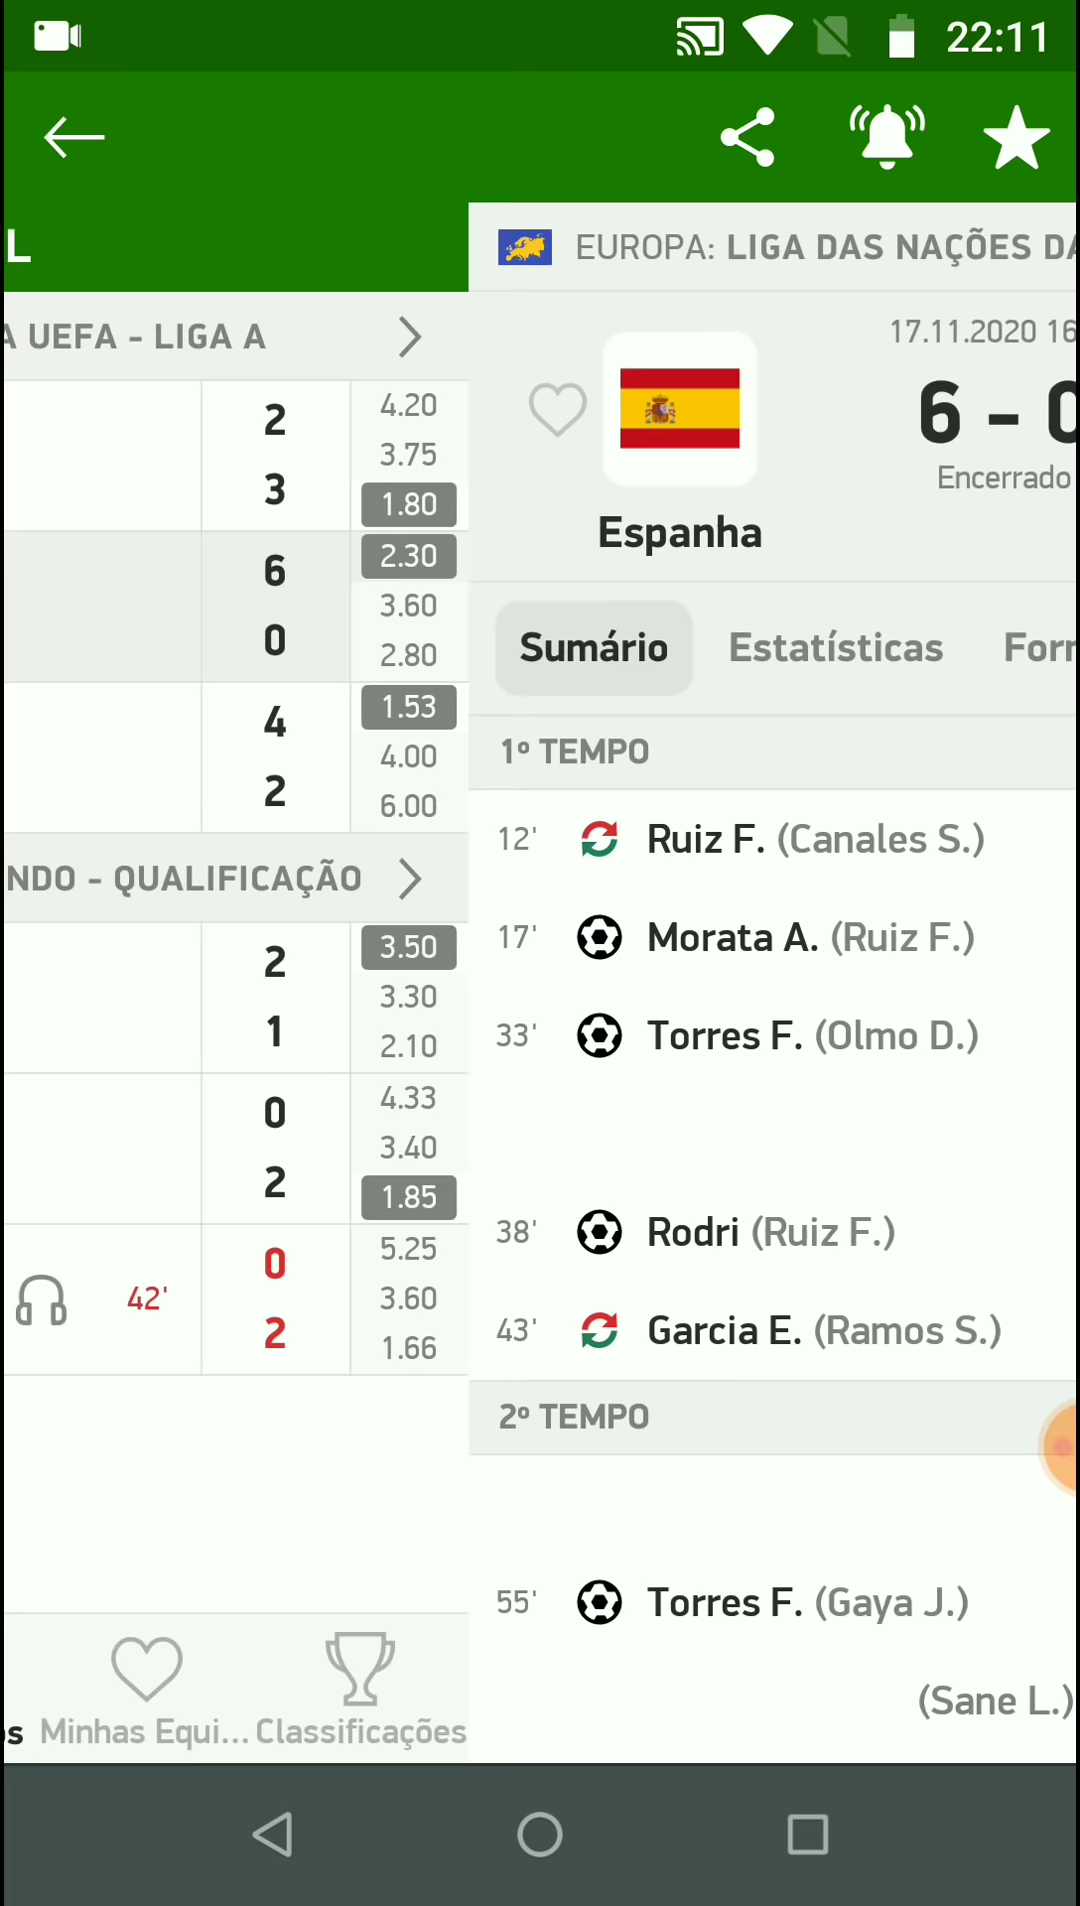 22:11
L
A UEFA - LIGA A
2
3
4.20
3.75
1.80
6
0
2.30
3.60
2.80
4
2
1.53
4.00
6.00
NDO - QUALIFICAÇÃO
2
1
3.50
3.30
2.10
0
2
4.33
3.40
1.85
42'
0
2
5.25
3.60
1.66
s Minhas Equi... Classificações
EUROPA: LIGA DAS NAÇÕES DA
17.11.2020 16
6 - 0
Encerrado
Espanha
Sumário Estatísticas For
1º TEMPO
12' Ruiz F. (Canales S.)
17' Morata A. (Ruiz F.)
33' Torres F. (Olmo D.)
38' Rodri (Ruiz F.)
43' Garcia E. (Ramos S.)
2º TEMPO
55' Torres F. (Gaya J.)
(Sane L.)